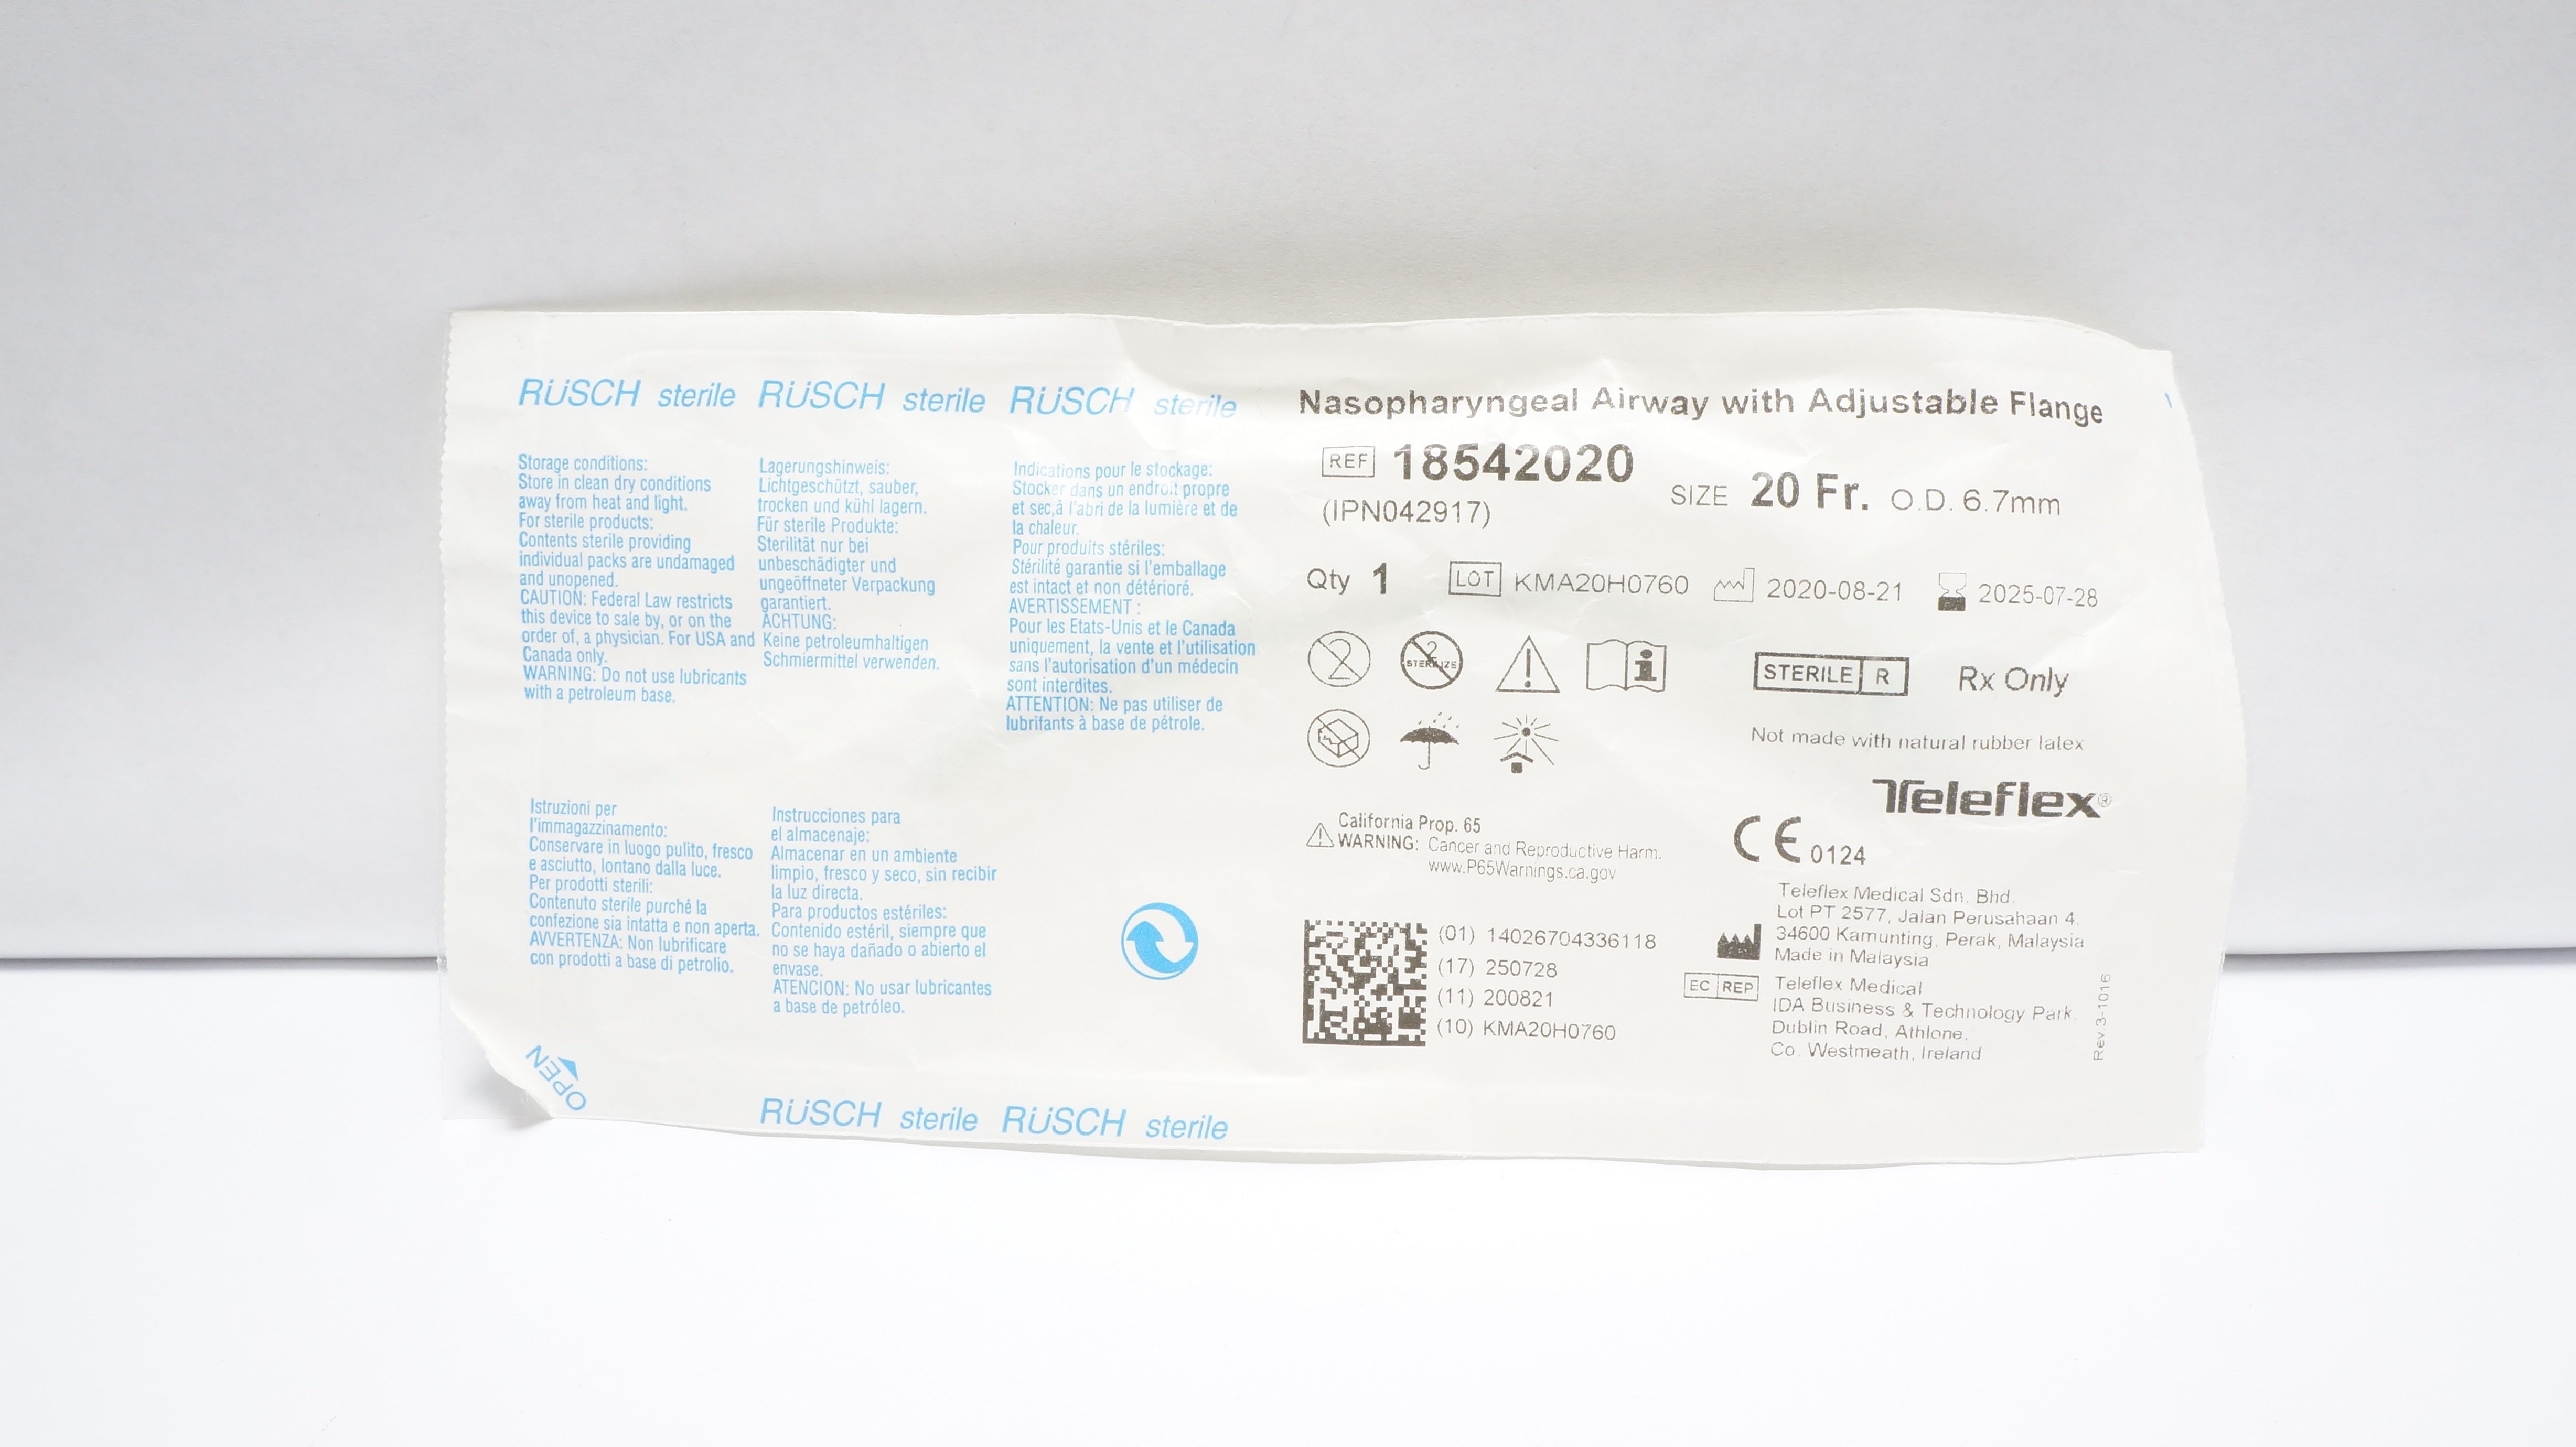 RÜSCH sterile RÜSCH sterile RÜSCH sterile
Storage conditions:
Store in clean dry conditions
away from heat and light.
For sterile products:
Contents sterile providing
individual packs are undamaged
and unopened.
CAUTION: Federal Law restricts
this device to sale by, or on the
order of, a physician. For USA and
Canada only.
WARNING: Do not use lubricants
with a petroleum base.
Lagerungshinweis:
Lichtgeschützt, sauber,
trocken und kühl lagern.
Für sterile Produkte:
Sterilität nur bei
unbeschädigter und
ungeöffneter Verpackung
garantiert.
ACHTUNG:
Keine petroleumhaltigen
Schmiermittel verwenden.
Indications pour le stockage:
Stocker dans un endroit propre
et sec,à l'abri de la lumière et de
la chaleur.
Pour produits stériles:
Stérilité garantie si l'emballage
est intact et non détérioré.
AVERTISSEMENT :
Pour les Etats-Unis et le Canada
uniquement, la vente et l'utilisation
sans l'autorisation d'un médecin
sont interdites.
ATTENTION: Ne pas utiliser de
lubrifants à base de pétrole.
Istruzioni per
l'immagazzinamento:
Conservare in luogo pulito, fresco
e asciutto, lontano dalla luce.
Per prodotti sterili:
Contenuto sterile purché la
confezione sia intatta e non aperta.
AVVERTENZA: Non lubrificare
con prodotti a base di petrolio.
Instrucciones para
el almacenaje:
Almacenar en un ambiente
limpio, fresco y seco, sin recibir
la luz directa.
Para productos estériles:
Contenido estéril, siempre que
no se haya dañado o abierto el
envase.
ATENCION: No usar lubricantes
a base de petróleo.
OPEN
RÜSCH sterile RÜSCH sterile
Nasopharyngeal Airway with Adjustable Flange
REF 18542020
(IPN042917)
SIZE 20 Fr. O.D. 6.7mm
Qty 1 LOT KMA20H0760 2020-08-21 2025-07-28
2 2 STERILIZE
STERILE R Rx Only
Not made with natural rubber latex
Teleflex®
California Prop. 65
WARNING: Cancer and Reproductive Harm.
www.P65Warnings.ca.gov
CE 0124
(01) 14026704336118
(17) 250728
(11) 200821
(10) KMA20H0760
Teleflex Medical Sdn. Bhd.
Lot PT 2577, Jalan Perusahaan 4,
34600 Kamunting, Perak, Malaysia
Made in Malaysia
EC REP Teleflex Medical
IDA Business & Technology Park,
Dublin Road, Athlone,
Co. Westmeath, Ireland
Rev 3-1016